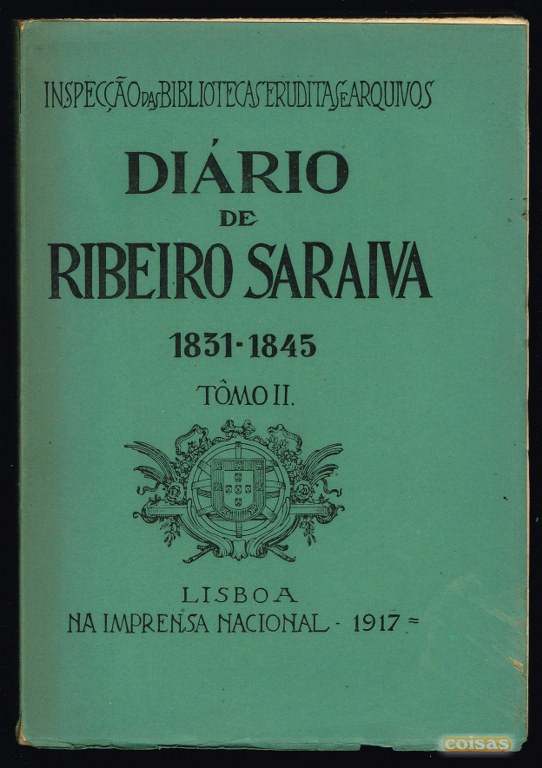 INSPECÇÃO DAS BIBLIOTECAS ERUDITAS E ARQUIVOS
DIÁRIO
DE
RIBEIRO SARAIVA
1831-1845
TÔMO II.
LISBOA
NA IMPRENSA NACIONAL - 1917 =
coisas